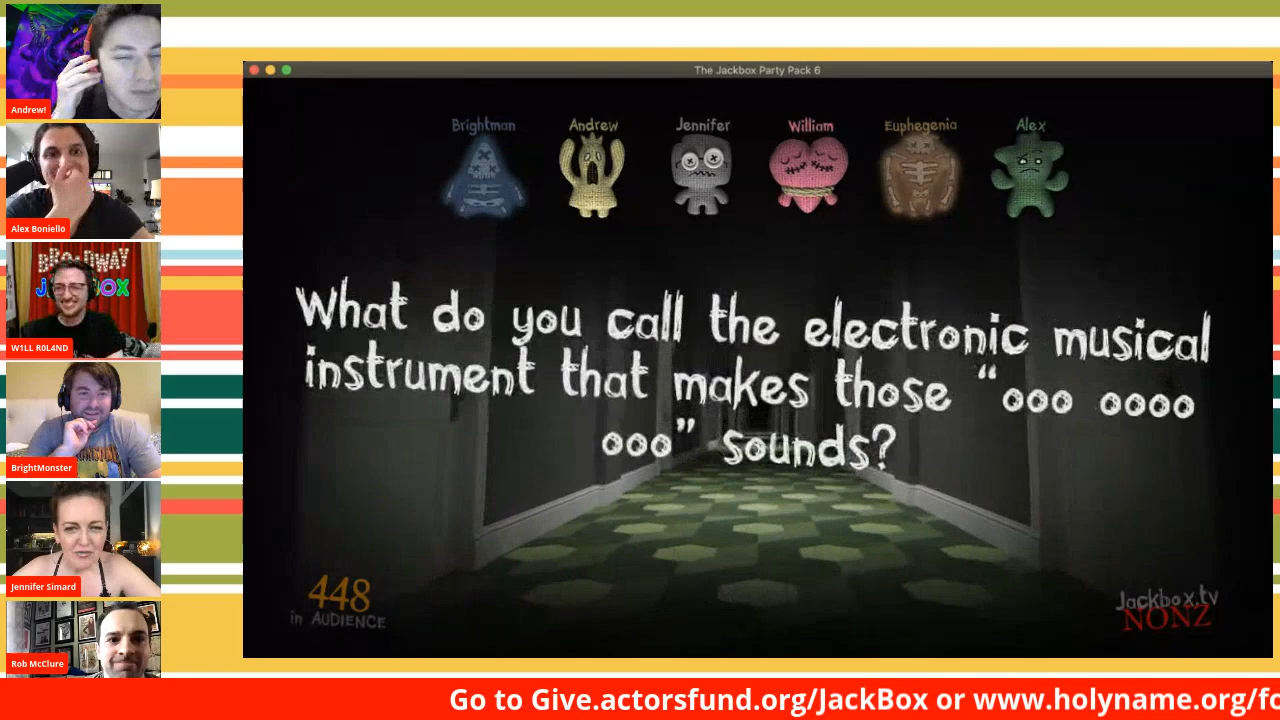 Andrew!
Alex Boniello
BROADWAY
W1LL R0L4ND
BrightMonster
Jennifer Simard
Rob McClure
The Jackbox Party Pack 6
Brightman
Andrew
Jennifer
William
Euphegenia
Alex
What do you call the electronic musical
instrument that makes those “ooo oooo
ooo” sounds?
448
in AUDIENCE
Jackbox.tv
NONZ
Go to Give.actorsfund.org/JackBox or www.holyname.org/fo